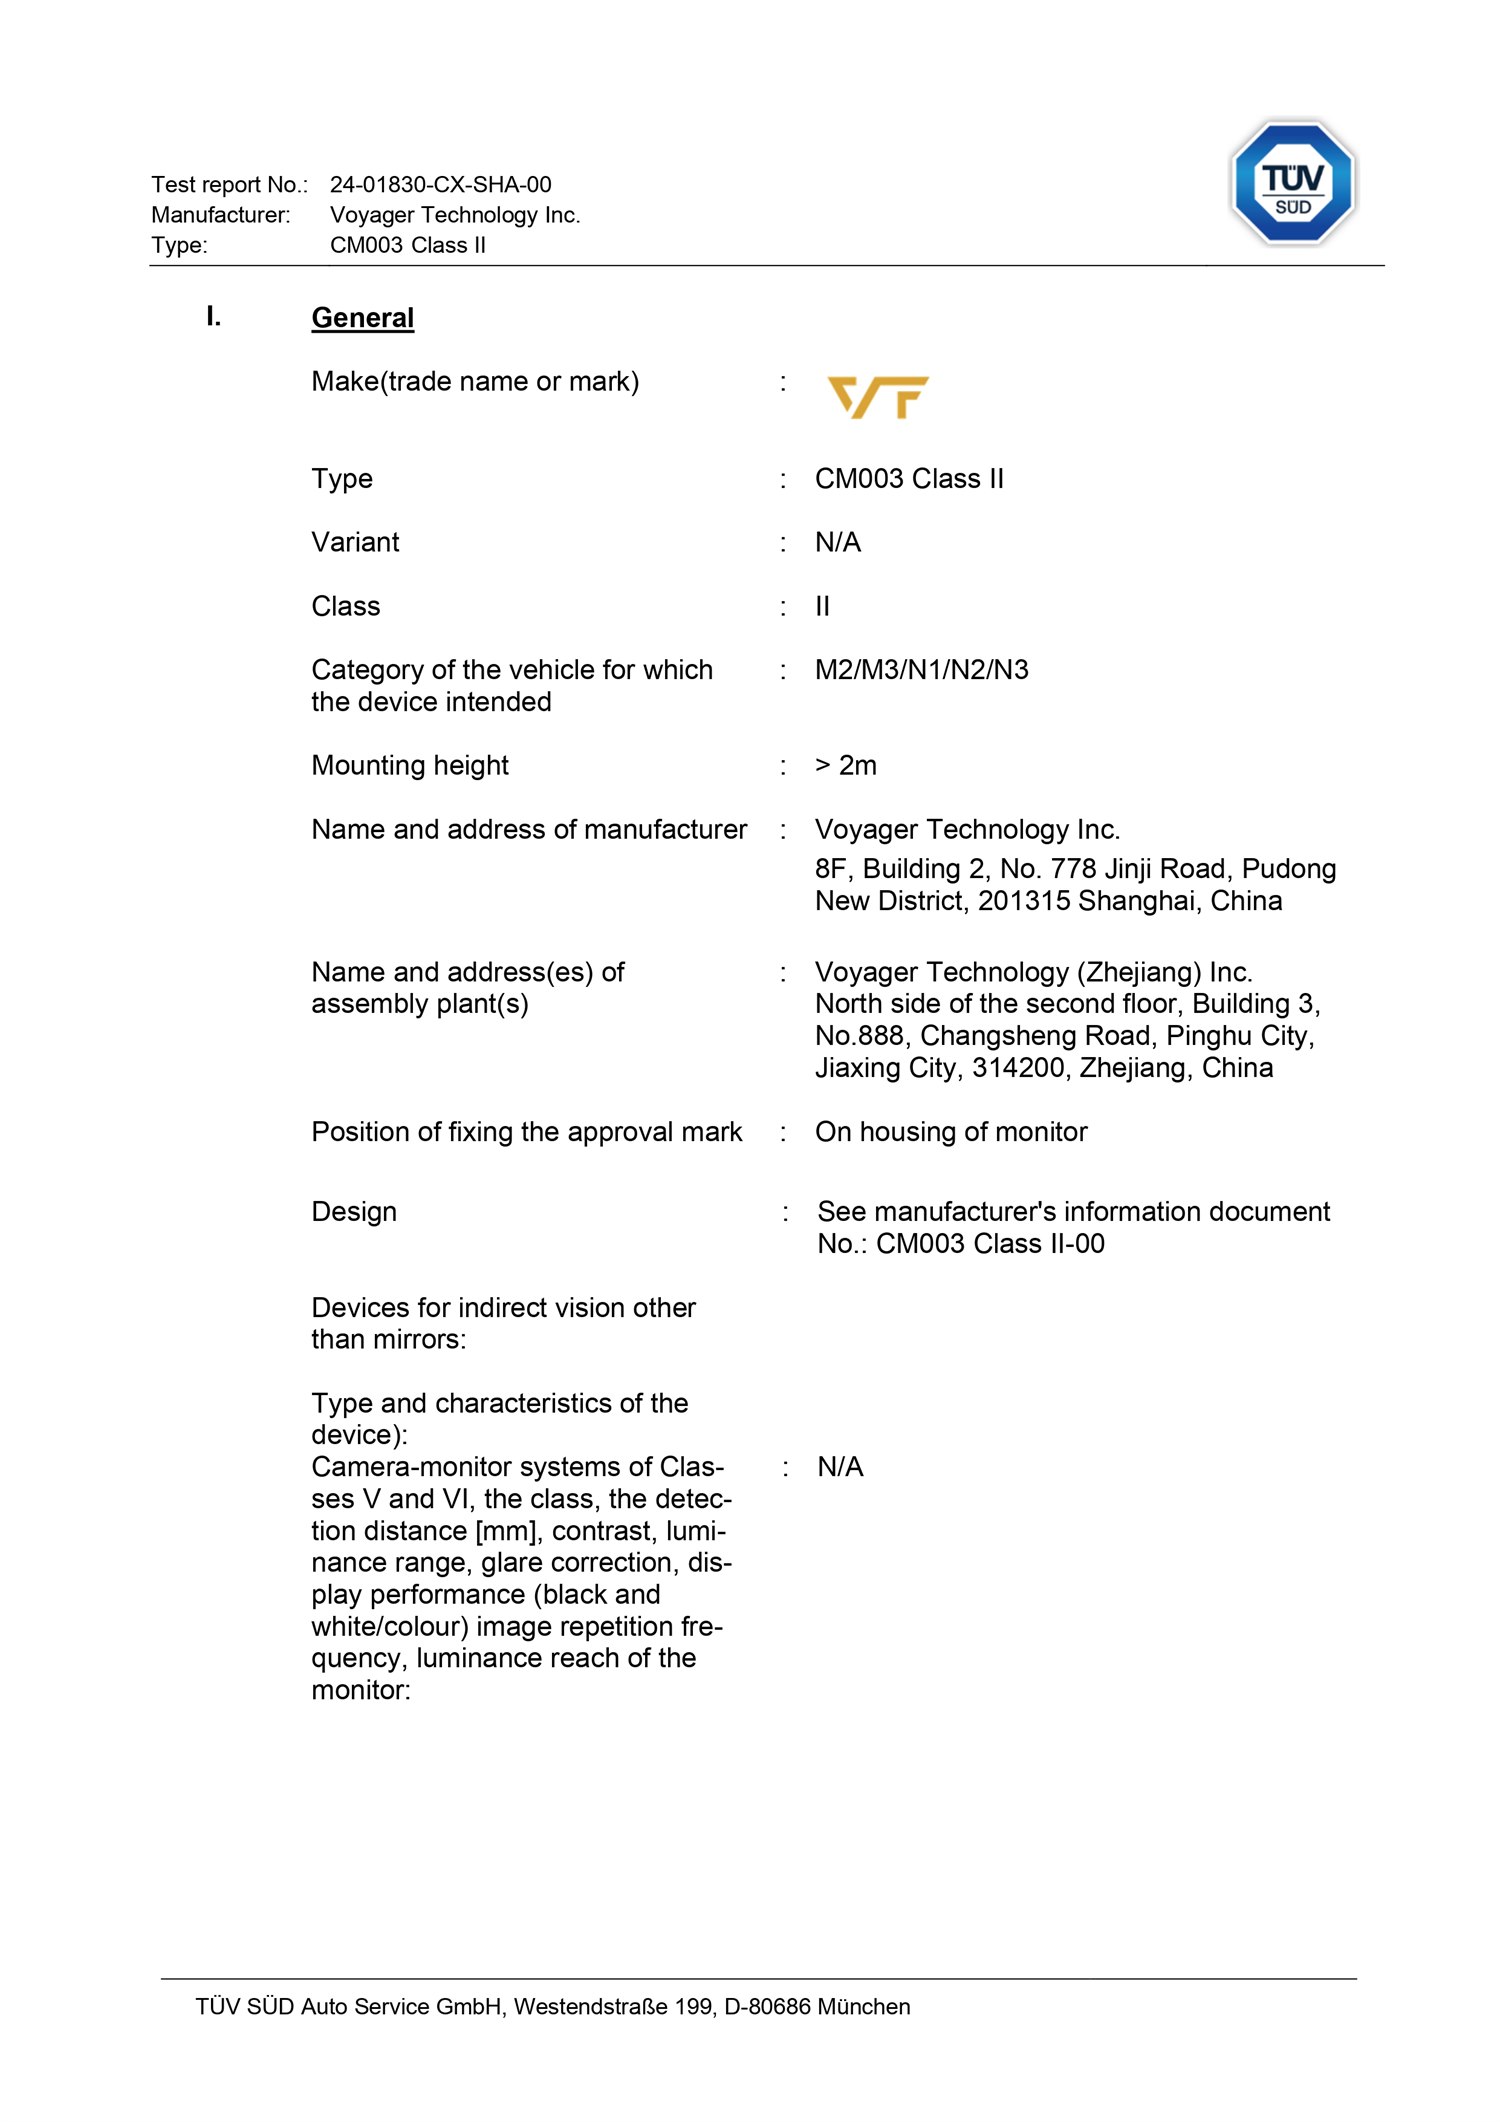 Test report No.: 24-01830-CX-SHA-00
Manufacturer: Voyager Technology Inc.
Type: CM003 Class II
TÜV
SÜD
I. General
Make(trade name or mark) : VF
Type : CM003 Class II
Variant : N/A
Class : II
Category of the vehicle for which : M2/M3/N1/N2/N3
the device intended
Mounting height : > 2m
Name and address of manufacturer : Voyager Technology Inc.
8F, Building 2, No. 778 Jinji Road, Pudong
New District, 201315 Shanghai, China
Name and address(es) of : Voyager Technology (Zhejiang) Inc.
assembly plant(s) North side of the second floor, Building 3,
No.888, Changsheng Road, Pinghu City,
Jiaxing City, 314200, Zhejiang, China
Position of fixing the approval mark : On housing of monitor
Design : See manufacturer's information document
No.: CM003 Class II-00
Devices for indirect vision other
than mirrors:
Type and characteristics of the
device):
Camera-monitor systems of Clas- : N/A
ses V and VI, the class, the detec-
tion distance [mm], contrast, lumi-
nance range, glare correction, dis-
play performance (black and
white/colour) image repetition fre-
quency, luminance reach of the
monitor:
TÜV SÜD Auto Service GmbH, Westendstraße 199, D-80686 München